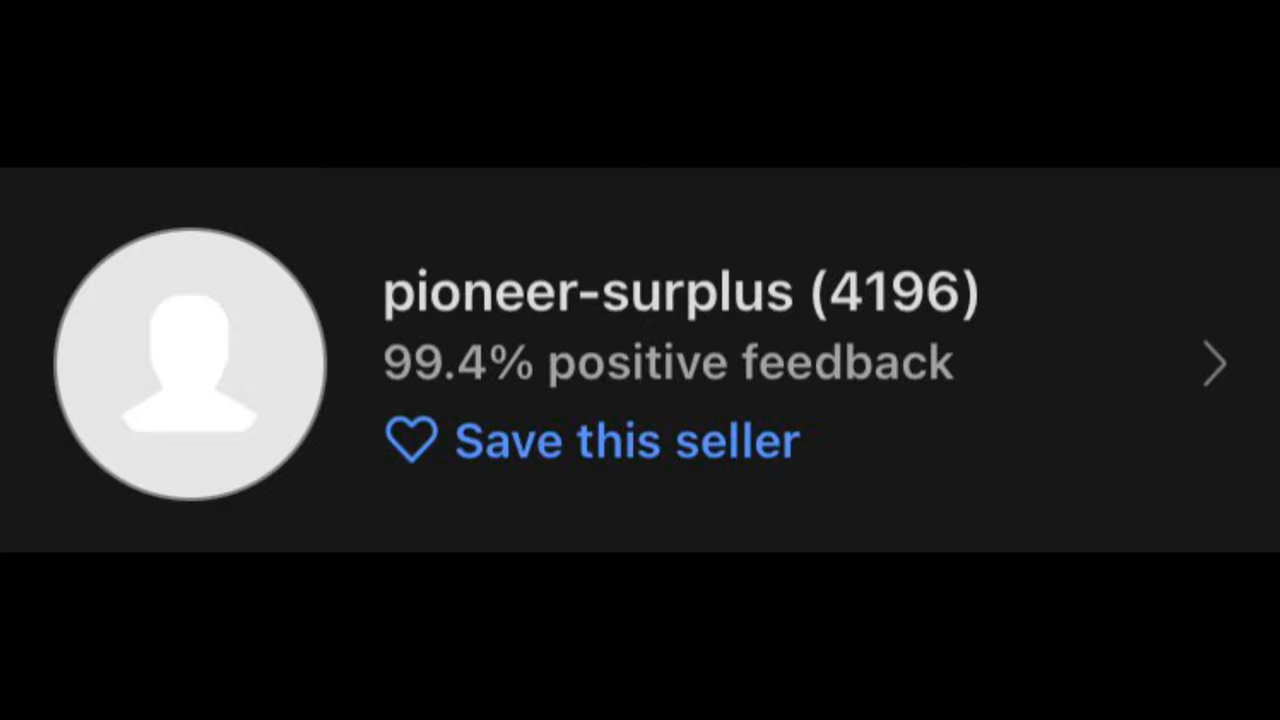 pioneer-surplus (4196)
99.4% positive feedback
Save this seller